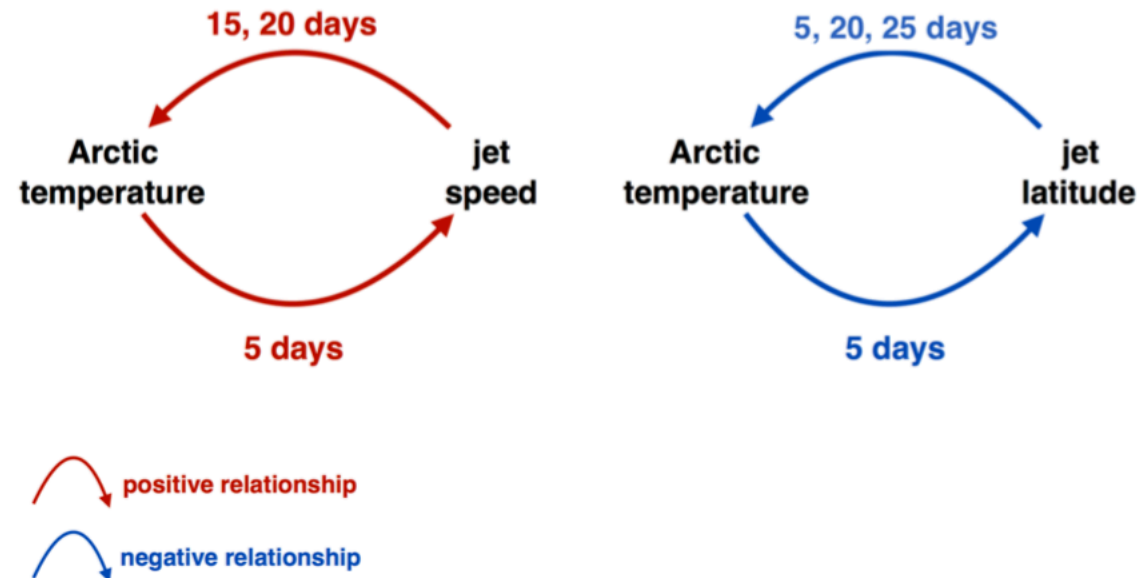 15, 20 days
Arctic
temperature
jet
speed
5 days
5, 20, 25 days
Arctic
temperature
jet
latitude
5 days
positive relationship
negative relationship